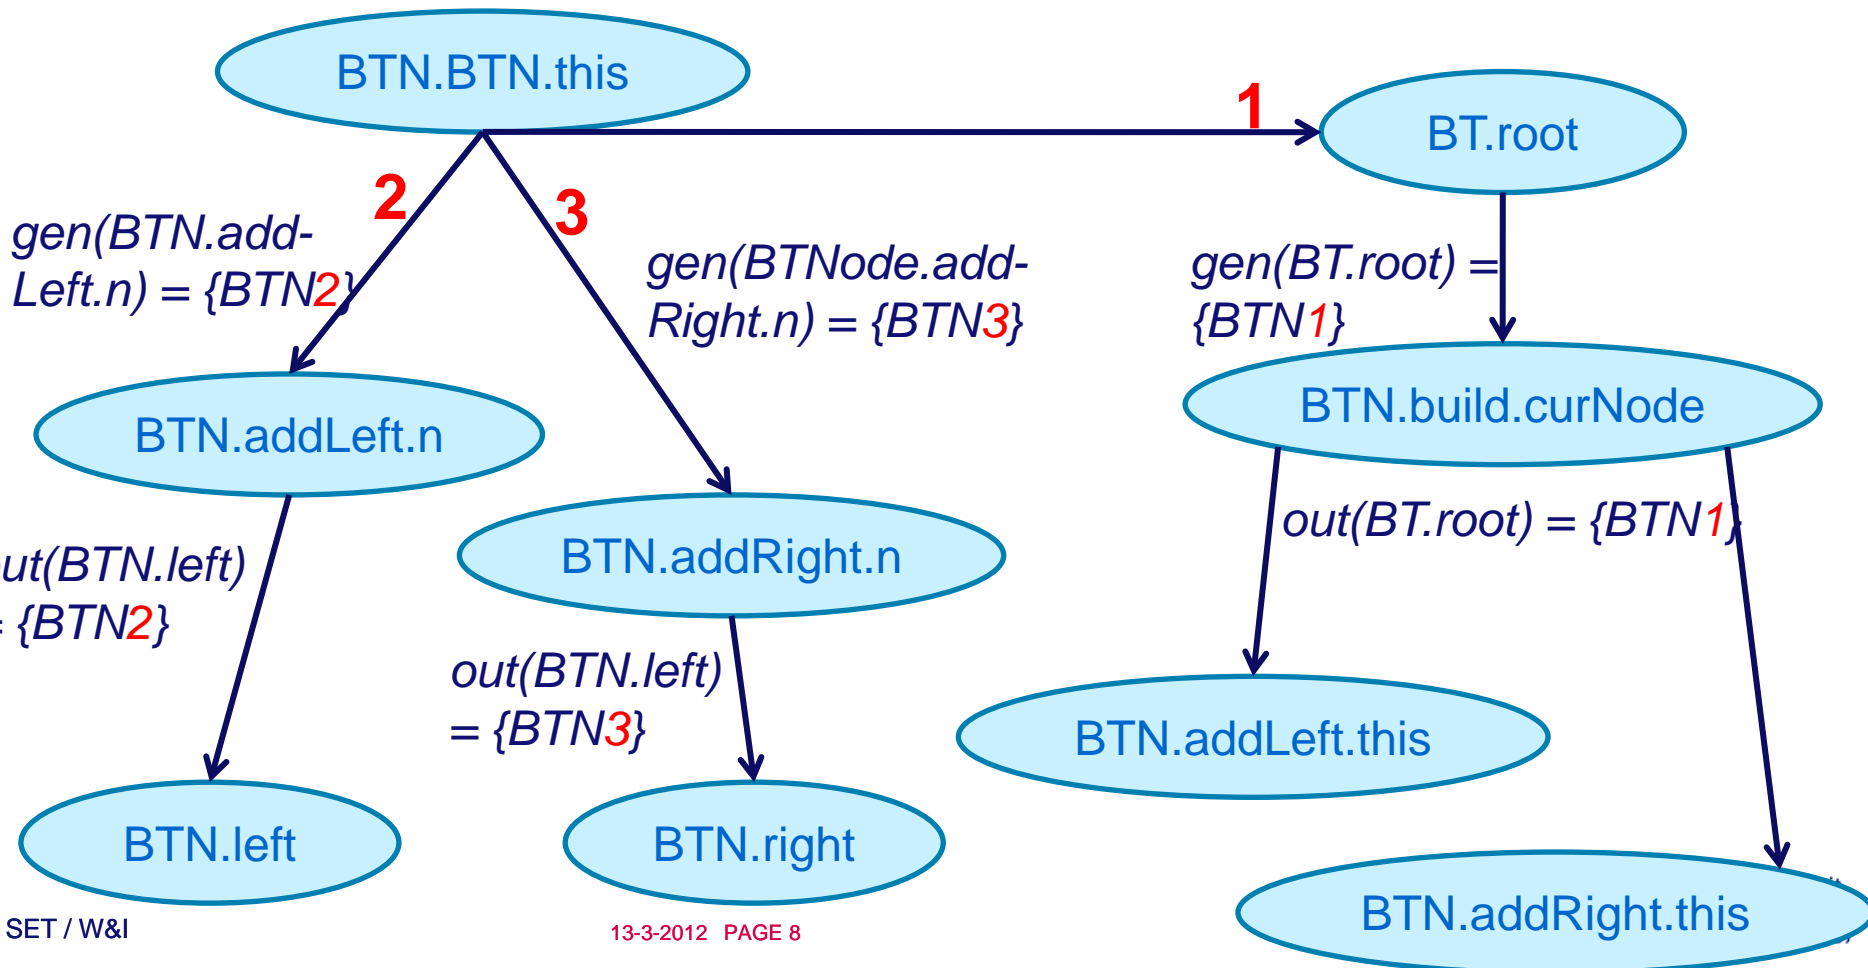 BTN.BTN.this
1
BT.root
2
3
gen(BTN.add-
Left.n) = {BTN2}
gen(BTNode.add-
Right.n) = {BTN3}
gen(BT.root) =
{BTN1}
BTN.build.curNode
BTN.addLeft.n
out(BT.root) = {BTN1}
BTN.addRight.n
ut(BTN.left)
= {BTN2}
out(BTN.left)
= {BTN3}
BTN.addLeft.this
BTN.left
BTN.right
BTN.addRight.this
SET / W&I
13-3-2012 PAGE 8